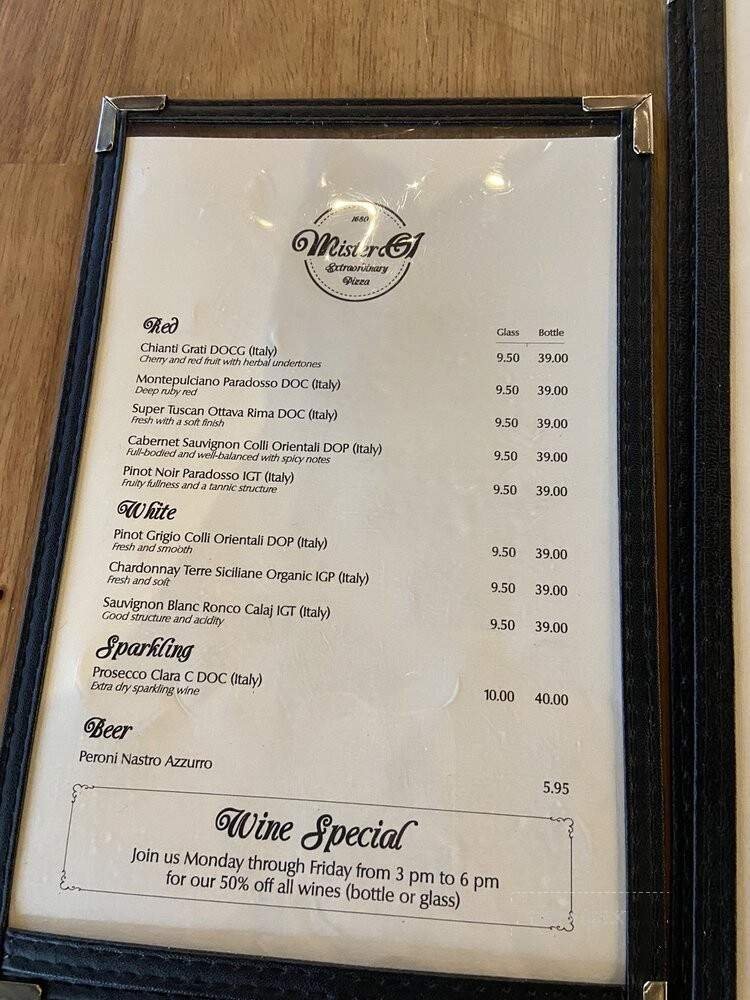 1680
Mister O1
Extraordinary
Pizza
Red
Glass Bottle
Chianti Grati DOCG (Italy) 9.50 39.00
Cherry and red fruit with herbal undertones
Montepulciano Paradosso DOC (Italy) 9.50 39.00
Deep ruby red
Super Tuscan Ottava Rima DOC (Italy) 9.50 39.00
Fresh with a soft finish
Cabernet Sauvignon Colli Orientali DOP (Italy) 9.50 39.00
Full-bodied and well-balanced with spicy notes
Pinot Noir Paradosso IGT (Italy) 9.50 39.00
Fruity fullness and a tannic structure
White
Pinot Grigio Colli Orientali DOP (Italy) 9.50 39.00
Fresh and smooth
Chardonnay Terre Siciliane Organic IGP (Italy) 9.50 39.00
Fresh and soft
Sauvignon Blanc Ronco Calaj IGT (Italy) 9.50 39.00
Good structure and acidity
Sparkling
Prosecco Clara C DOC (Italy) 10.00 40.00
Extra dry sparkling wine
Beer
Peroni Nastro Azzurro 5.95
Wine Special
Join us Monday through Friday from 3 pm to 6 pm
for our 50% off all wines (bottle or glass)